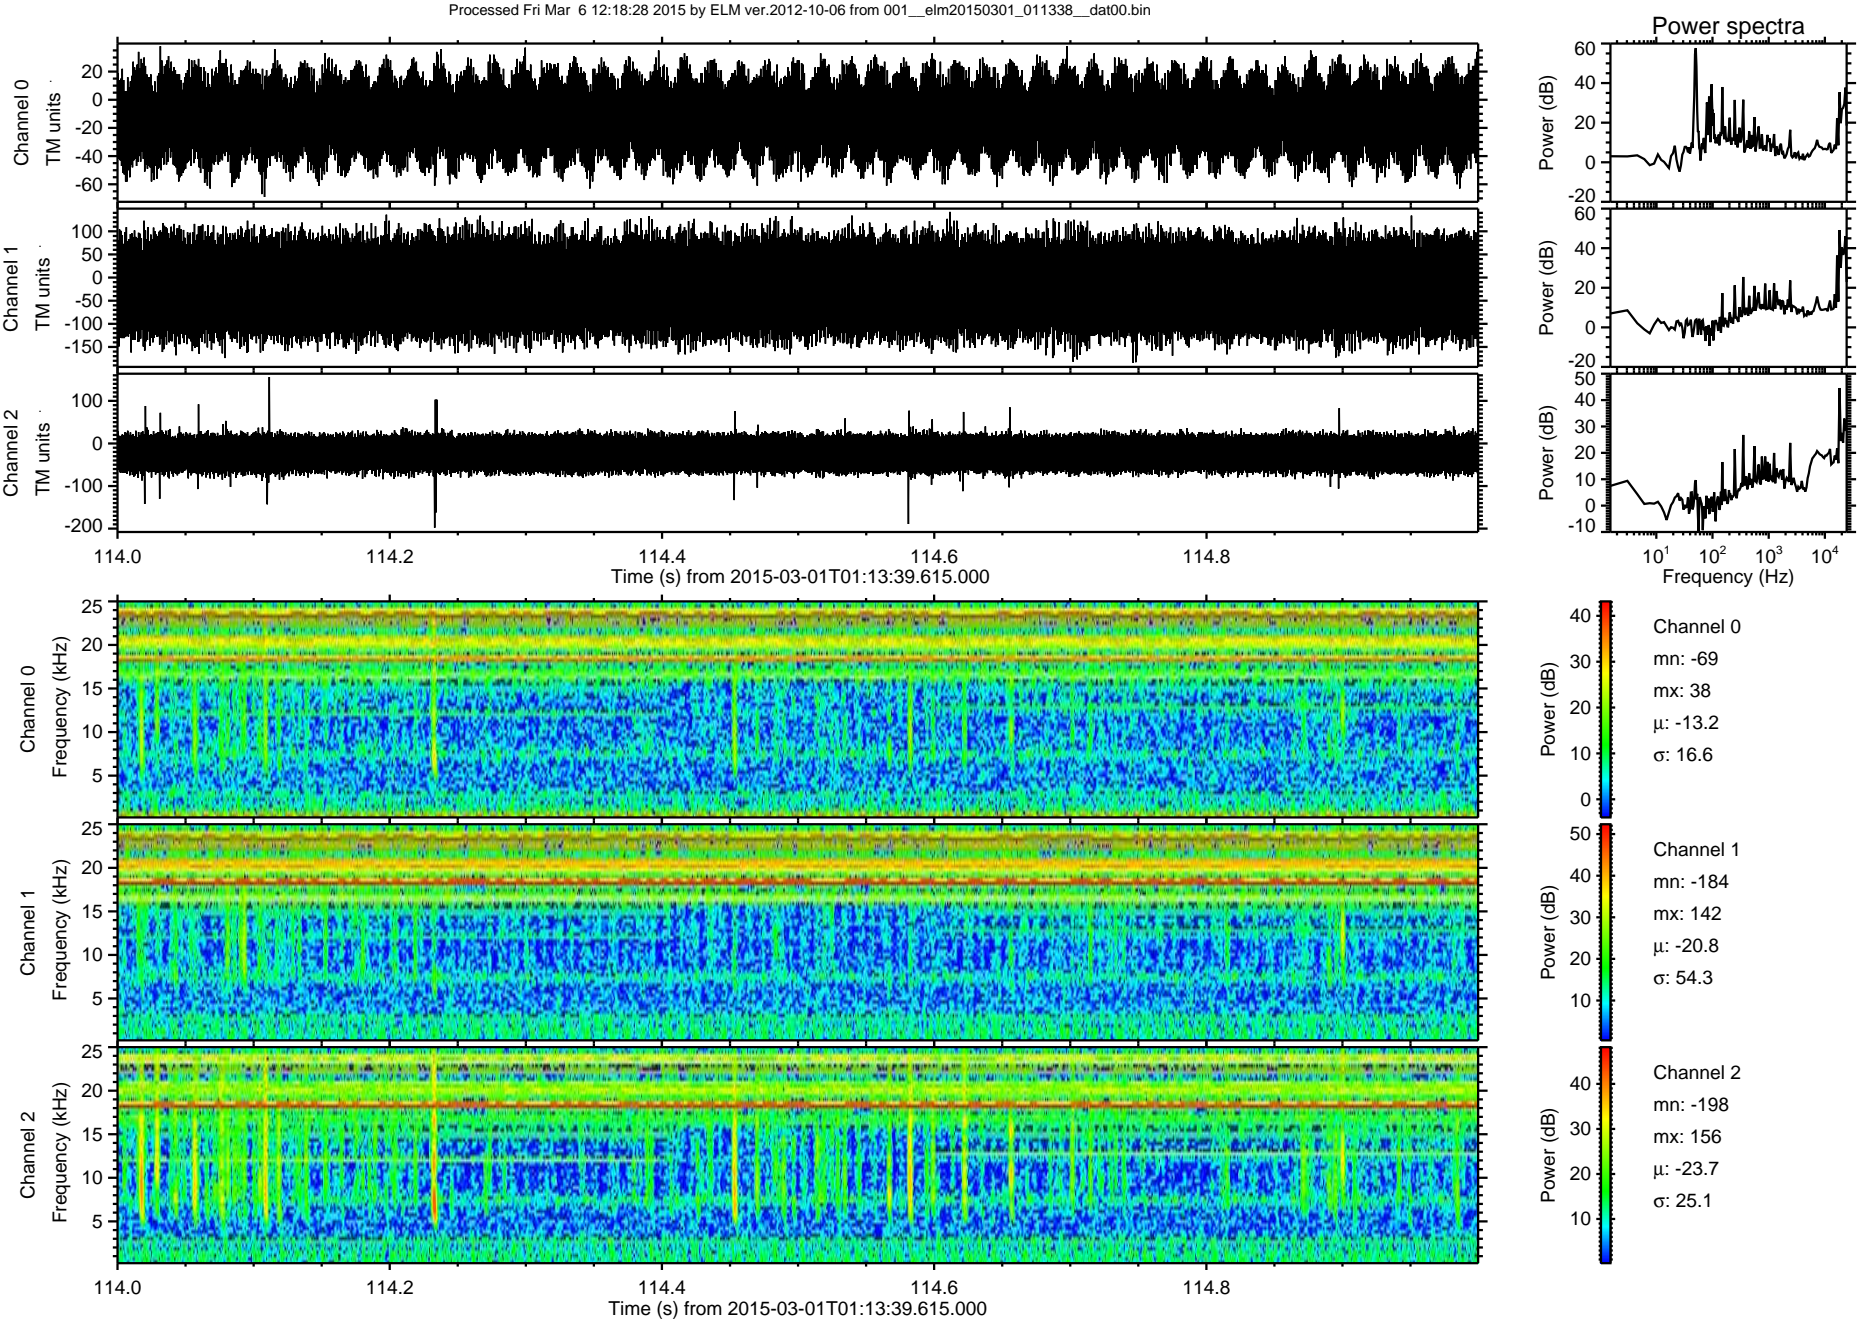 Processed Fri Mar 6 12:18:28 2015 by ELM ver.2012-10-06 from 001__elm20150301_011338__dat00.bin
Power spectra
Channel 0
TM units
20
0
-20
-40
-60
Power (dB)
60
40
20
0
-20
Channel 1
TM units
100
50
0
-50
-100
-150
Power (dB)
60
40
20
0
-20
Channel 2
TM units
100
0
-100
-200
Power (dB)
50
40
30
20
10
0
-10
114.0 114.2 114.4 114.6 114.8
Time (s) from 2015-03-01T01:13:39.615.000
10¹ 10² 10³ 10⁴
Frequency (Hz)
Channel 0
Frequency (kHz)
25
20
15
10
5
Power (dB)
40
30
20
10
0
Channel 0
mn: -69
mx: 38
μ: -13.2
σ: 16.6
Channel 1
Frequency (kHz)
25
20
15
10
5
Power (dB)
50
40
30
20
10
Channel 1
mn: -184
mx: 142
μ: -20.8
σ: 54.3
Channel 2
Frequency (kHz)
25
20
15
10
5
Power (dB)
40
30
20
10
Channel 2
mn: -198
mx: 156
μ: -23.7
σ: 25.1
114.0 114.2 114.4 114.6 114.8
Time (s) from 2015-03-01T01:13:39.615.000